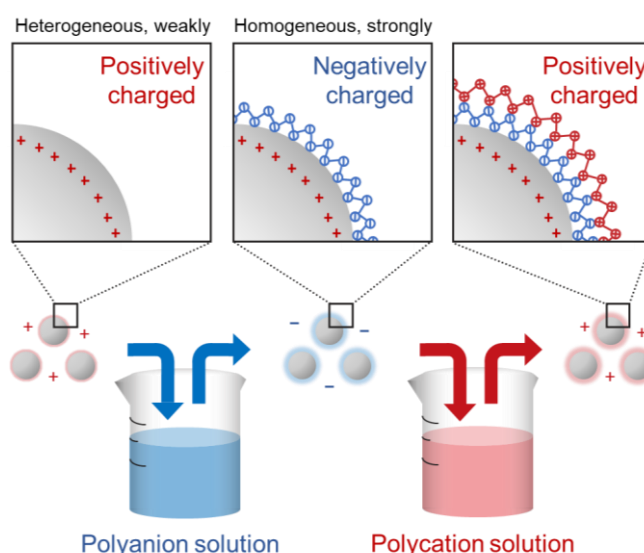 Heterogeneous, weakly
Homogeneous, strongly
Positively
charged
Negatively
charged
Positively
charged
Polyanion solution
Polycation solution